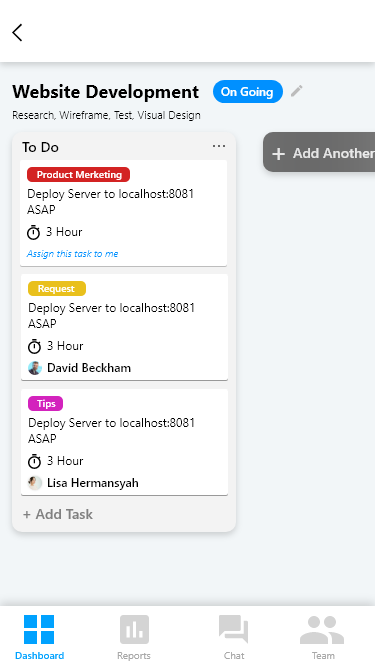 Website Development
On Going
Research, Wireframe, Test, Visual Design
To Do
Product Merketing
Deploy Server to localhost:8081
ASAP
3 Hour
Assign this task to me
Request
Deploy Server to localhost:8081
ASAP
3 Hour
David Beckham
Tips
Deploy Server to localhost:8081
ASAP
3 Hour
Lisa Hermansyah
+ Add Task
+ Add Another
Dashboard
Reports
Chat
Team